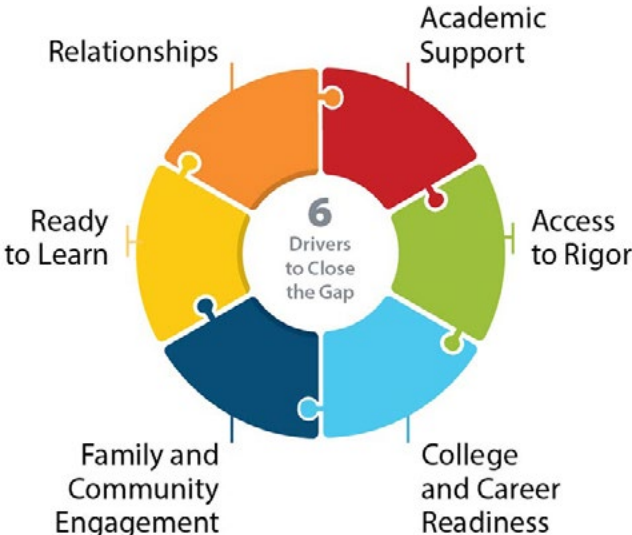 Relationships
Academic
Support
Ready
to Learn
6
Drivers
to Close
the Gap
Access
to Rigor
Family and
Community
Engagement
College
and Career
Readiness